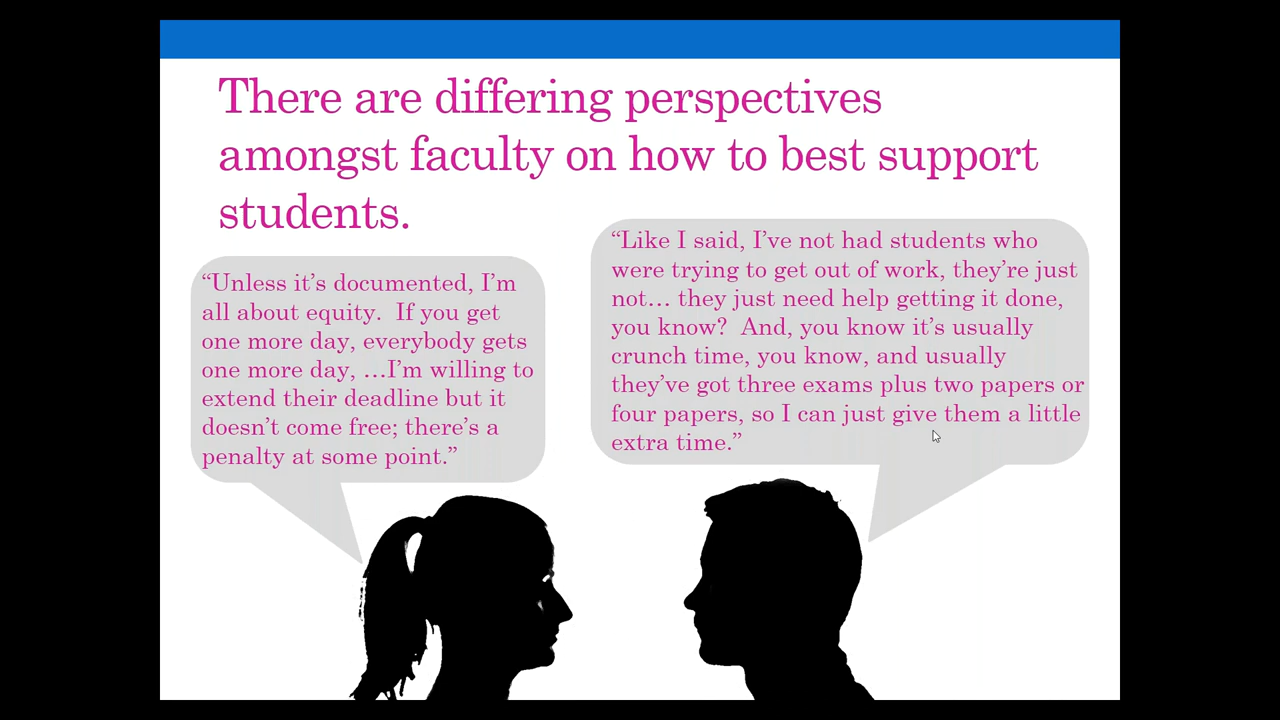 There are differing perspectives
amongst faculty on how to best support
students.
“Unless it’s documented, I’m
all about equity.  If you get
one more day, everybody gets
one more day, …I’m willing to
extend their deadline but it
doesn’t come free; there’s a
penalty at some point.”
“Like I said, I’ve not had students who
were trying to get out of work, they’re just
not… they just need help getting it done,
you know?  And, you know it’s usually
crunch time, you know, and usually
they’ve got three exams plus two papers or
four papers, so I can just give them a little
extra time.”